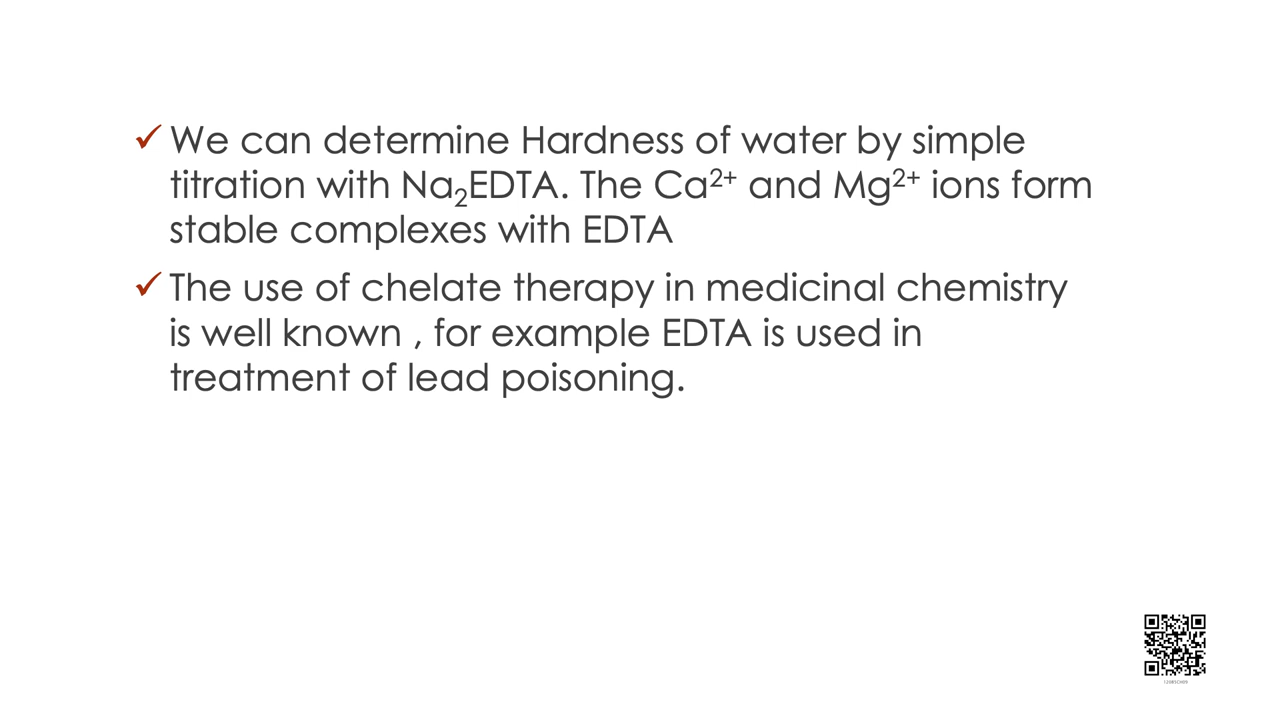 ✓ We can determine Hardness of water by simple
titration with Na₂EDTA. The Ca²⁺ and Mg²⁺ ions form
stable complexes with EDTA
✓ The use of chelate therapy in medicinal chemistry
is well known , for example EDTA is used in
treatment of lead poisoning.